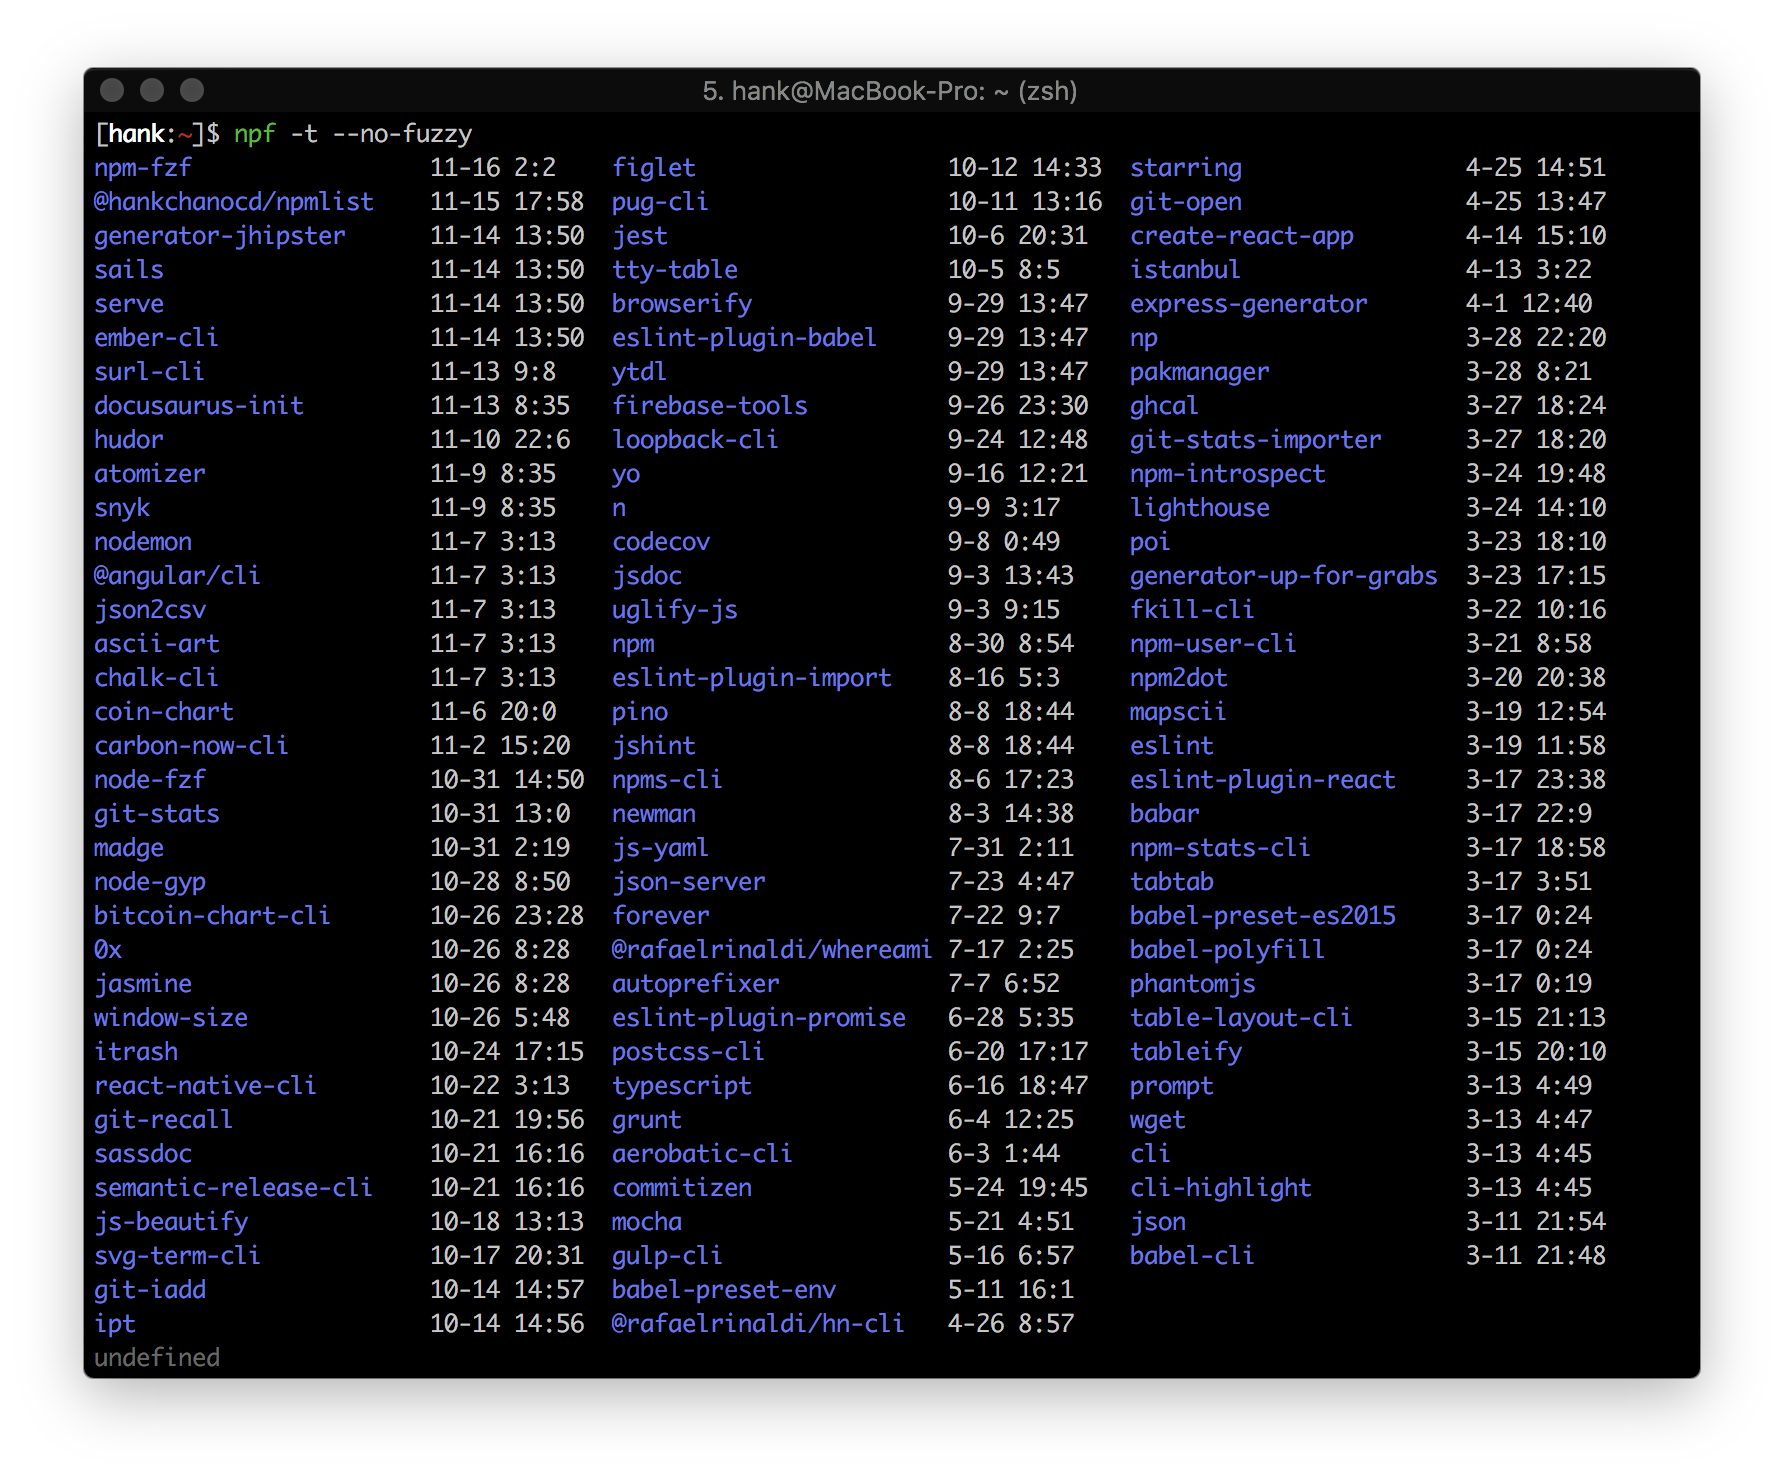 5. hank@MacBook-Pro: ~ (zsh)
[hank:~]$ npf -t --no-fuzzy
npm-fzf 11-16 2:2 figlet 10-12 14:33 starring 4-25 14:51
@hankchanocd/npmlist 11-15 17:58 pug-cli 10-11 13:16 git-open 4-25 13:47
generator-jhipster 11-14 13:50 jest 10-6 20:31 create-react-app 4-14 15:10
sails 11-14 13:50 tty-table 10-5 8:5 istanbul 4-13 3:22
serve 11-14 13:50 browserify 9-29 13:47 express-generator 4-1 12:40
ember-cli 11-14 13:50 eslint-plugin-babel 9-29 13:47 np 3-28 22:20
surl-cli 11-13 9:8 ytdl 9-29 13:47 pakmanager 3-28 8:21
docusaurus-init 11-13 8:35 firebase-tools 9-26 23:30 ghcal 3-27 18:24
hudor 11-10 22:6 loopback-cli 9-24 12:48 git-stats-importer 3-27 18:20
atomizer 11-9 8:35 yo 9-16 12:21 npm-introspect 3-24 19:48
snyk 11-9 8:35 n 9-9 3:17 lighthouse 3-24 14:10
nodemon 11-7 3:13 codecov 9-8 0:49 poi 3-23 18:10
@angular/cli 11-7 3:13 jsdoc 9-3 13:43 generator-up-for-grabs 3-23 17:15
json2csv 11-7 3:13 uglify-js 9-3 9:15 fkill-cli 3-22 10:16
ascii-art 11-7 3:13 npm 8-30 8:54 npm-user-cli 3-21 8:58
chalk-cli 11-7 3:13 eslint-plugin-import 8-16 5:3 npm2dot 3-20 20:38
coin-chart 11-6 20:0 pino 8-8 18:44 mapscii 3-19 12:54
carbon-now-cli 11-2 15:20 jshint 8-8 18:44 eslint 3-19 11:58
node-fzf 10-31 14:50 npms-cli 8-6 17:23 eslint-plugin-react 3-17 23:38
git-stats 10-31 13:0 newman 8-3 14:38 babar 3-17 22:9
madge 10-31 2:19 js-yaml 7-31 2:11 npm-stats-cli 3-17 18:58
node-gyp 10-28 8:50 json-server 7-23 4:47 tabtab 3-17 3:51
bitcoin-chart-cli 10-26 23:28 forever 7-22 9:7 babel-preset-es2015 3-17 0:24
0x 10-26 8:28 @rafaelrinaldi/whereami 7-17 2:25 babel-polyfill 3-17 0:24
jasmine 10-26 8:28 autoprefixer 7-7 6:52 phantomjs 3-17 0:19
window-size 10-26 5:48 eslint-plugin-promise 6-28 5:35 table-layout-cli 3-15 21:13
itrash 10-24 17:15 postcss-cli 6-20 17:17 tableify 3-15 20:10
react-native-cli 10-22 3:13 typescript 6-16 18:47 prompt 3-13 4:49
git-recall 10-21 19:56 grunt 6-4 12:25 wget 3-13 4:47
sassdoc 10-21 16:16 aerobatic-cli 6-3 1:44 cli 3-13 4:45
semantic-release-cli 10-21 16:16 commitizen 5-24 19:45 cli-highlight 3-13 4:45
js-beautify 10-18 13:13 mocha 5-21 4:51 json 3-11 21:54
svg-term-cli 10-17 20:31 gulp-cli 5-16 6:57 babel-cli 3-11 21:48
git-iadd 10-14 14:57 babel-preset-env 5-11 16:1
ipt 10-14 14:56 @rafaelrinaldi/hn-cli 4-26 8:57
undefined